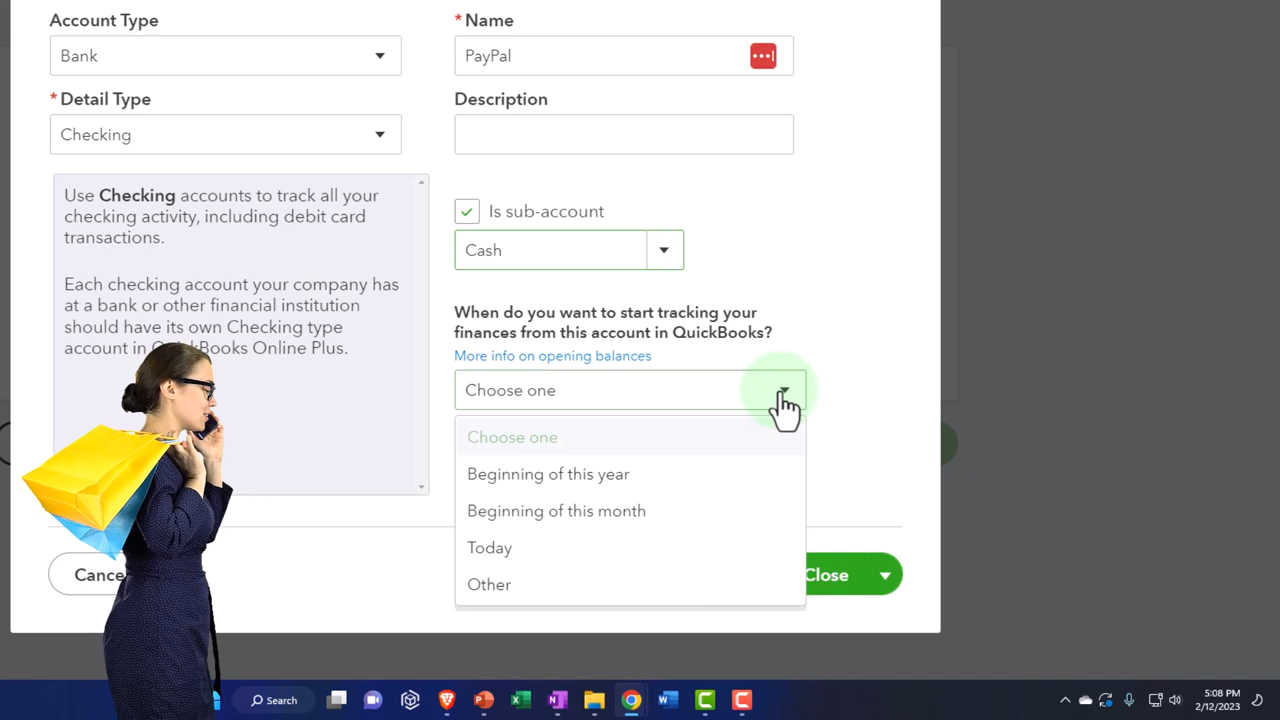 Account Type
* Name
Bank
PayPal
* Detail Type
Description
Checking
Use Checking accounts to track all your
checking activity, including debit card
transactions.
Each checking account your company has
at a bank or other financial institution
should have its own Checking type
account in QuickBooks Online Plus.
Is sub-account
Cash
When do you want to start tracking your
finances from this account in QuickBooks?
More info on opening balances
Choose one
Choose one
Beginning of this year
Beginning of this month
Today
Other
Close
Search
5:08 PM
2/12/2023